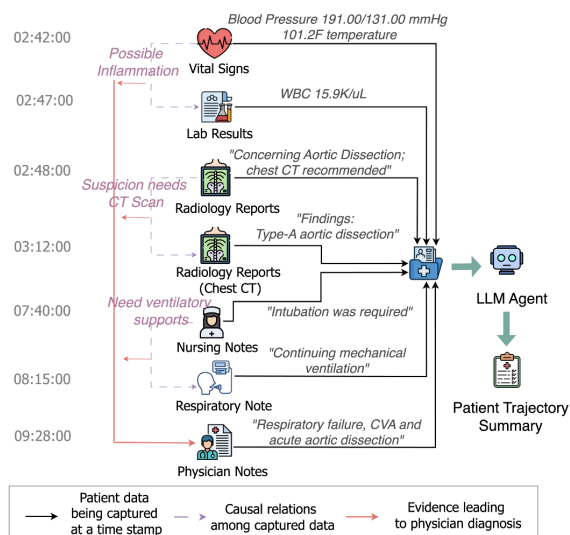 Blood Pressure 191.00/131.00 mmHg
101.2F temperature
02:42:00
Possible
Inflammation
Vital Signs
02:47:00
WBC 15.9K/uL
Lab Results
02:48:00
"Concerning Aortic Dissection;
chest CT recommended"
Suspicion needs
CT Scan
Radiology Reports
"Findings:
Type-A aortic dissection"
03:12:00
Radiology Reports
(Chest CT)
LLM Agent
Need ventilatory
supports
07:40:00
"Intubation was required"
Nursing Notes
"Continuing mechanical
ventilation"
08:15:00
Respiratory Note
Patient Trajectory
Summary
"Respiratory failure, CVA and
acute aortic dissection"
09:28:00
Physician Notes
Patient data
being captured
at a time stamp
Causal relations
among captured data
Evidence leading
to physician diagnosis